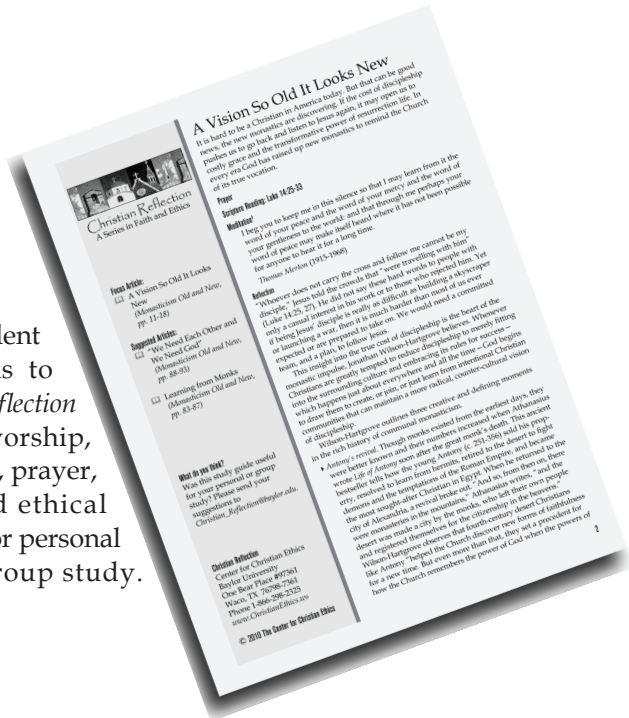 lent
s to
flection
worship,
, prayer,
d ethical
or personal
roup study.
Christian Reflection
A Series in Faith and Ethics
Focus Article:
A Vision So Old It Looks
New
(Monasticism Old and New,
pp. 11-18)
Suggested Articles:
"We Need Each Other and
We Need God"
(Monasticism Old and New,
pp. 88-93)
Learning from Monks
(Monasticism Old and New,
pp. 83-87)
What do you think?
Was this study guide useful
for your personal or group
study? Please send your
suggestions to
Christian_Reflection@baylor.edu.
Christian Reflection
Center for Christian Ethics
Baylor University
One Bear Place #97361
Waco, TX 76798-7361
Phone 1-866-298-2325
www.ChristianEthics.ws
© 2010 The Center for Christian Ethics
A Vision So Old It Looks New
It is hard to be a Christian in America today. But that can be good
news, the new monastics are discovering. If the cost of discipleship
pushes us to go back and listen to Jesus again, it may open us to
costly grace and the transformative power of resurrection life. In
every era God has raised up new monastics to remind the Church
of its true vocation.
Prayer
Scripture Reading: Luke 14:25-33
Meditation†
I beg you to keep me in this silence so that I may learn from it the
word of your peace and the word of your mercy and the word of
your gentleness to the world: and that through me perhaps your
word of peace may make itself heard where it has not been possible
for anyone to hear it for a long time.
Thomas Merton (1915-1968)
Reflection
"Whoever does not carry the cross and follow me cannot be my
disciple," Jesus told the crowds that "were travelling with him"
(Luke 14:25, 27). He did not say these hard words to people with
only a casual interest in his work or to those who rejected him. Yet
if being Jesus' disciple is really as difficult as building a skyscraper
or launching a war, then it is much harder than most of us ever
expected or are prepared to take on. We would need a committed
team, and a plan, to follow Jesus.
This insight into the true cost of discipleship is the heart of the
monastic impulse, Jonathan Wilson-Hartgrove believes. Whenever
Christians are greatly tempted to reduce discipleship to merely fitting
into the surrounding culture and embracing its rules for success—
which happens just about everywhere and all the time—God begins
to draw them to create, or join, or just learn from intentional Christian
communities that can maintain a more radical, counter-cultural vision
of discipleship.
Wilson-Hartgrove outlines three creative and defining moments
in the rich history of communal monasticism.
Antony's revival. Though monks existed from the earliest days, they
were better known and their numbers increased when Athanasius
wrote Life of Antony soon after the great monk's death. This ancient
bestseller tells how the young Antony (c. 251-356) sold his prop-
erty, resolved to learn from hermits, retired to the desert to fight
demons and the temptations of the Roman Empire, and became
the most sought-after Christian in Egypt. When he returned to the
city of Alexandria, a revival broke out. "And so, from then on, there
were monasteries in the mountains," Athanasius writes, "and the
desert was made a city by the monks, who left their own people
and registered themselves for the citizenship in the heavens."
Wilson-Hartgrove observes that fourth-century desert Christians
like Antony "helped the Church discover new forms of faithfulness
for a new time. But even more than that, they set a precedent for
how the Church remembers the power of God when the powers of
2